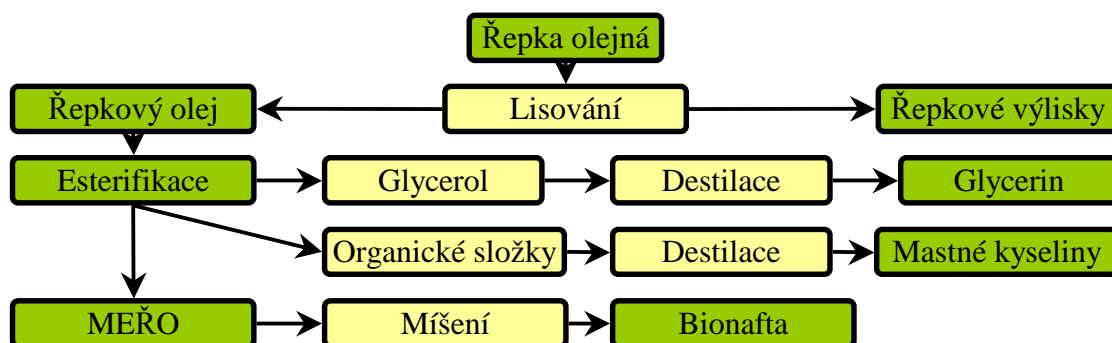 Řepka olejná
Řepkový olej
Lisování
Řepkové výlisky
Esterifikace
Glycerol
Destilace
Glycerin
Organické složky
Destilace
Mastné kyseliny
MEŘO
Míšení
Bionafta